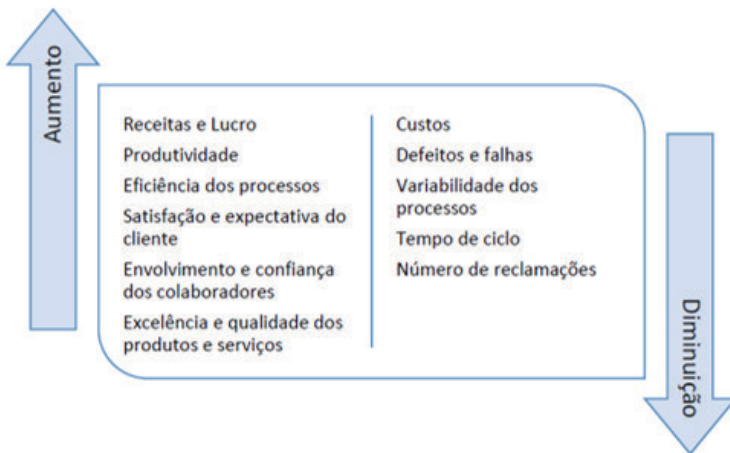 Aumento
Receitas e Lucro
Produtividade
Eficiência dos processos
Satisfação e expectativa do
cliente
Envolvimento e confiança
dos colaboradores
Excelência e qualidade dos
produtos e serviços
Custos
Defeitos e falhas
Variabilidade dos
processos
Tempo de ciclo
Número de reclamações
Diminuição